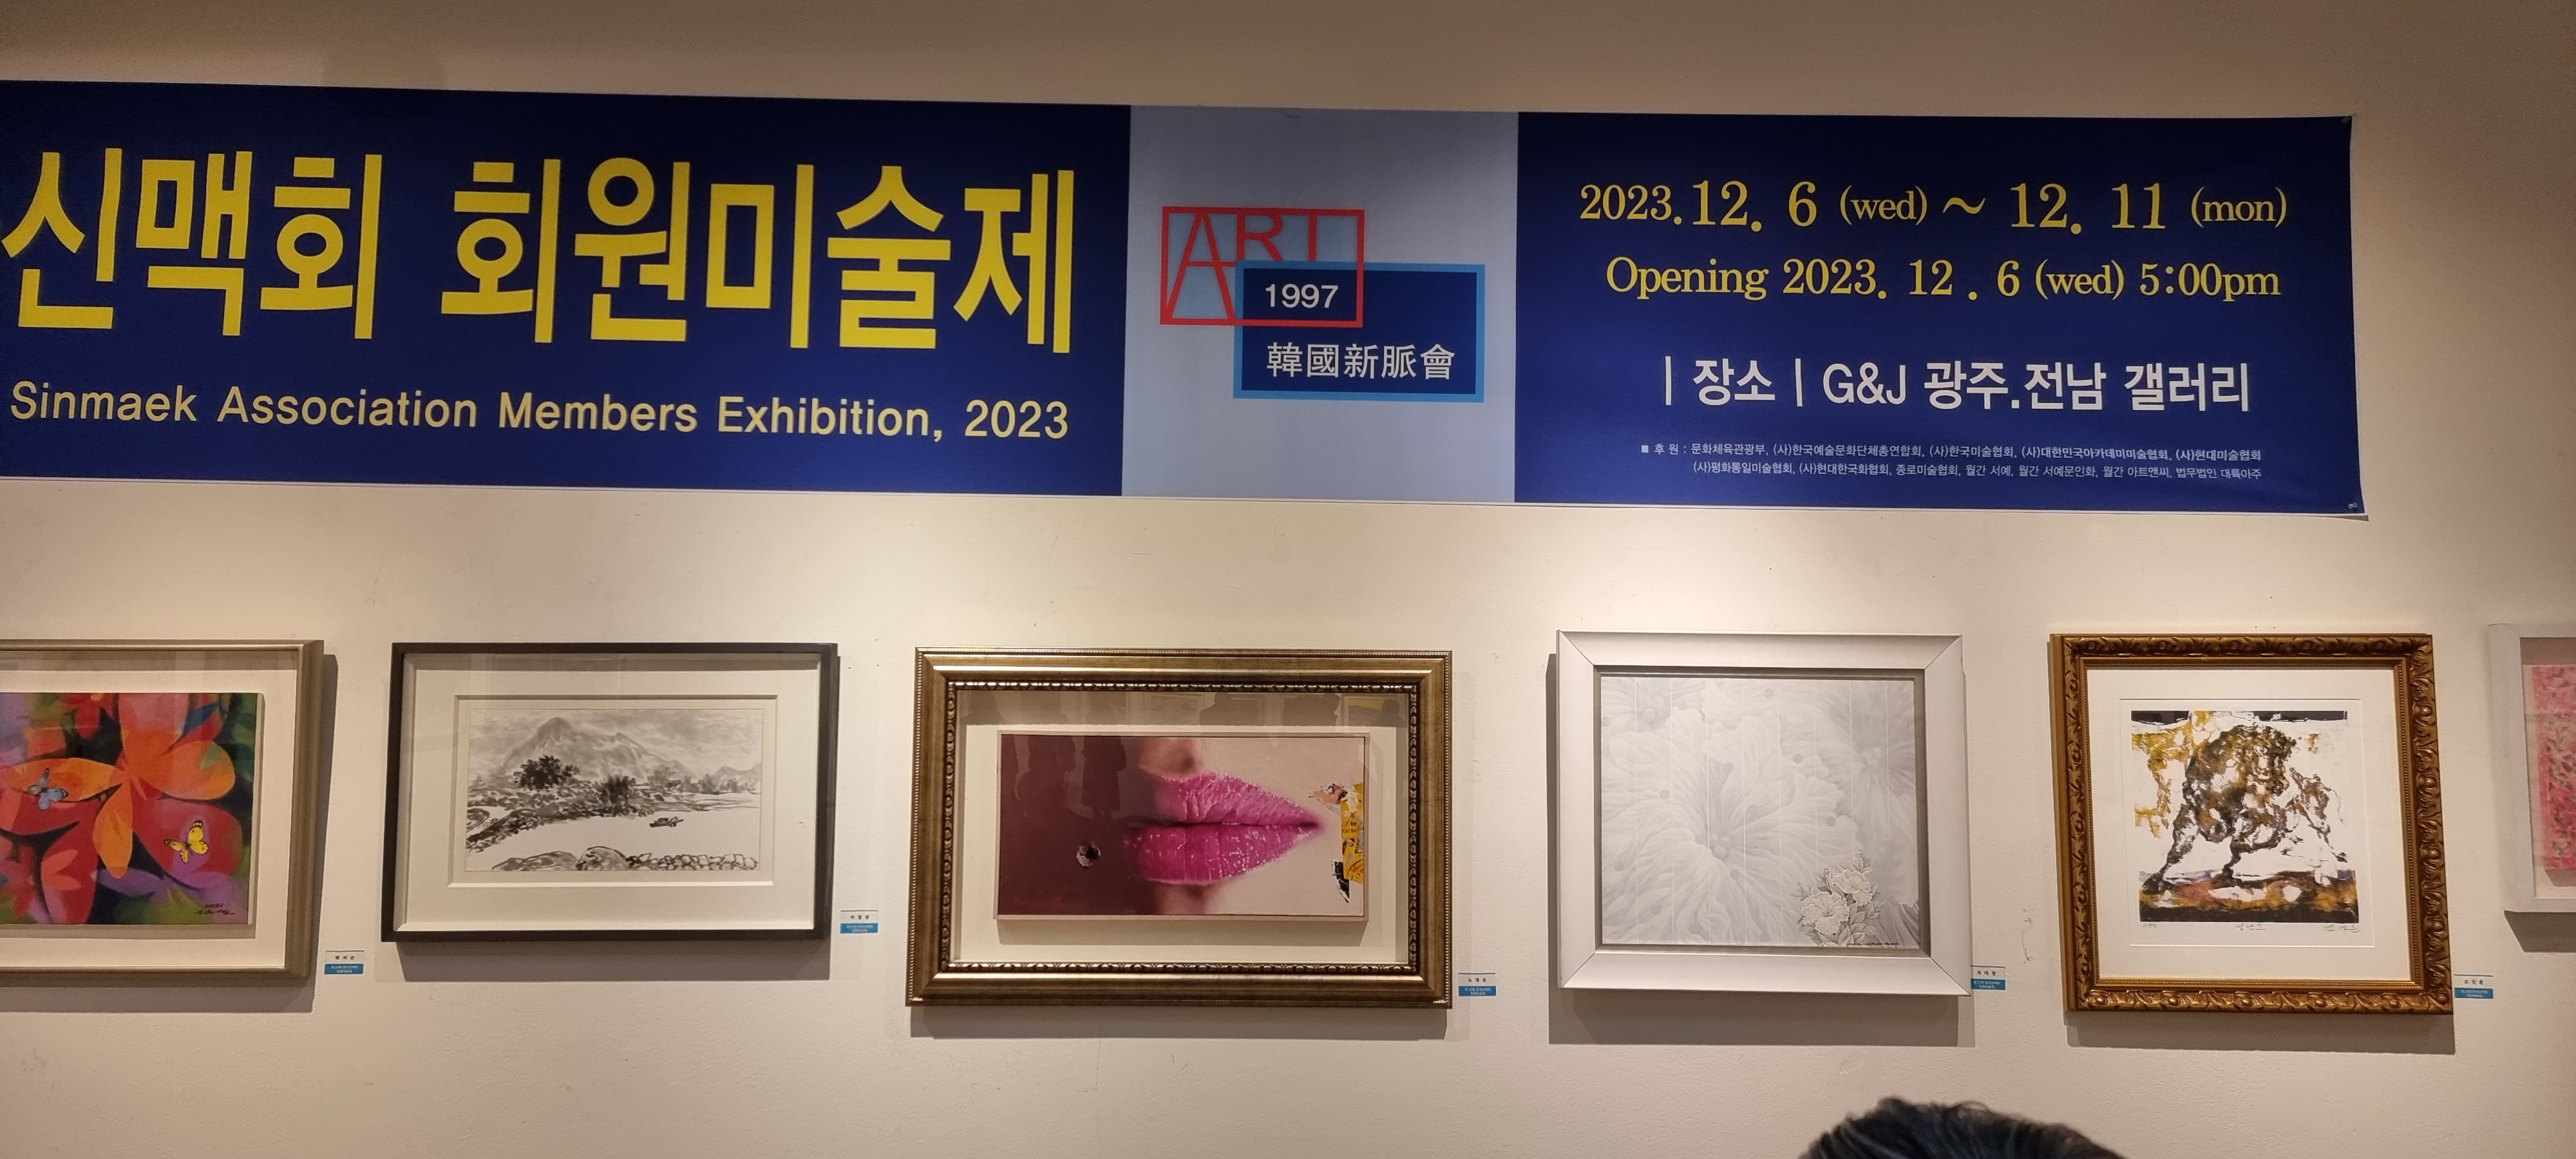 신맥회 회원미술제
Sinmaek Association Members Exhibition, 2023
ART
1997
韓國新脈會
2023.12. 6 (wed) ~ 12. 11 (mon)
Opening 2023. 12 . 6 (wed) 5:00pm
| 장소 | G&J 광주.전남 갤러리
■ 후 원 : 문화체육관광부, (사)한국예술문화단체총연합회, (사)한국미술협회, (사)대한민국아카데미미술협회, (사)현대미술협회
(사)평화통일미술협회, (사)현대한국화협회, 종로미술협회, 월간 서예, 월간 서예문인화, 월간 아트앤씨, 법무법인 대륙아주